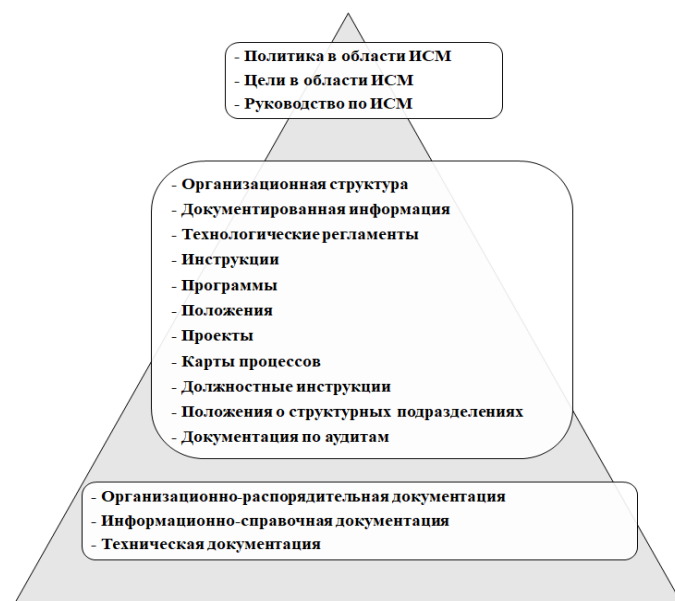 - Политика в области ИСМ
- Цели в области ИСМ
- Руководство по ИСМ
- Организационная структура
- Документированная информация
- Технологические регламенты
- Инструкции
- Программы
- Положения
- Проекты
- Карты процессов
- Должностные инструкции
- Положения о структурных подразделениях
- Документация по аудитам
- Организационно-распорядительная документация
- Информационно-справочная документация
- Техническая документация